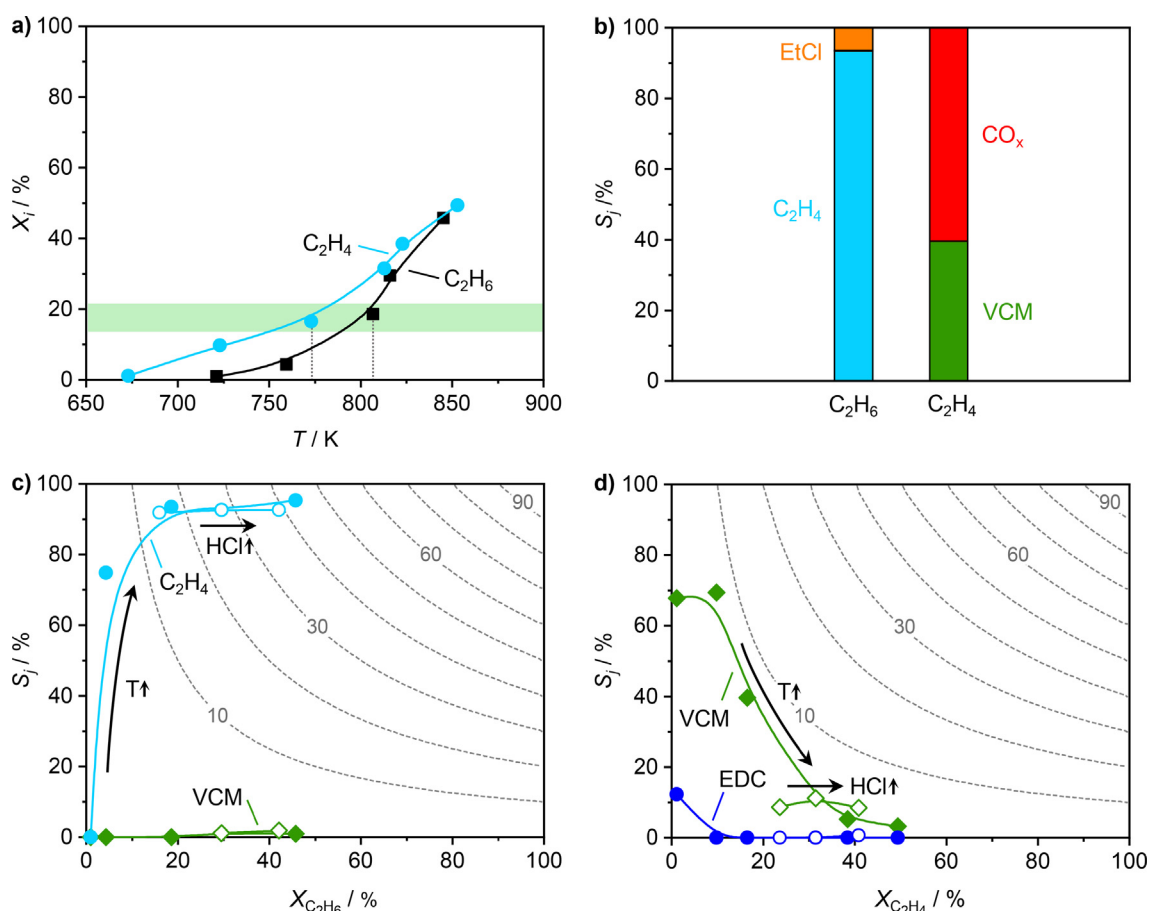 a)
100
80
60
40
20
0
X_i / %
C₂H₄
C₂H₆
650
700
750
800
850
900
T / K
b)
100
80
60
40
20
0
S_j /%
EtCl
C₂H₄
COₓ
VCM
C₂H₆
C₂H₄
c)
100
80
60
40
20
0
S_j / %
90
60
30
10
HCl↑
C₂H₄
T↑
VCM
0
20
40
60
80
100
X_C₂H₆ / %
d)
100
80
60
40
20
0
S_j / %
90
60
30
10
T↑
VCM
EDC
HCl↑
0
20
40
60
80
100
X_C₂H₄ / %